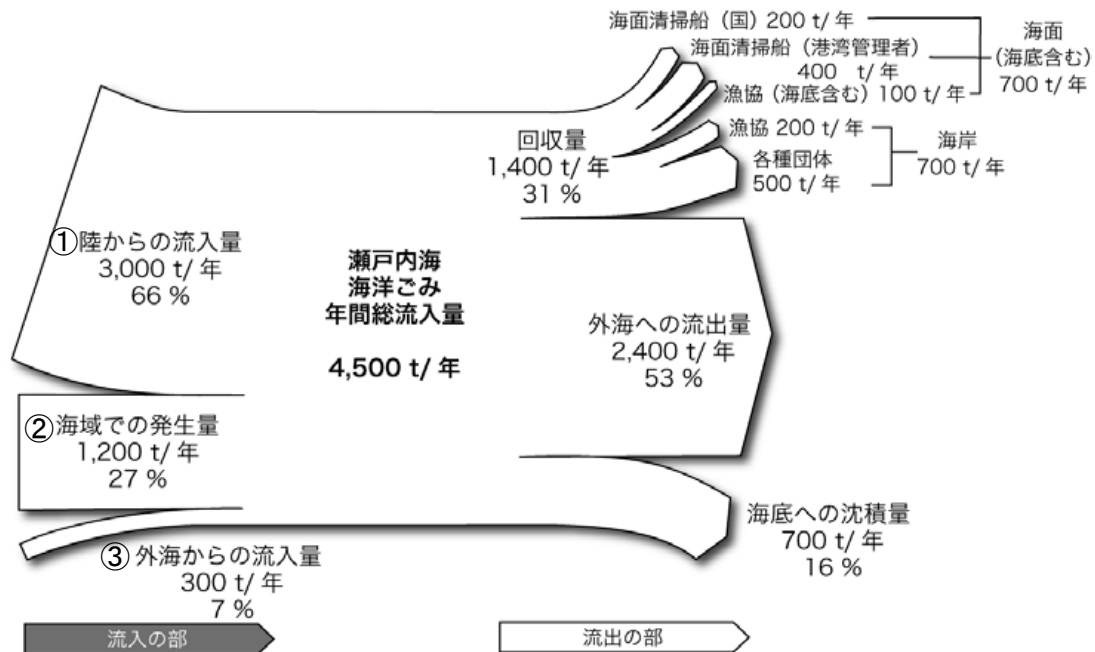 海面清掃船（国）200 t/ 年
海面清掃船（港湾管理者）
400 t/ 年
漁協（海底含む）100 t/ 年
海面
(海底含む)
700 t/ 年
漁協 200 t/ 年
各種団体
500 t/ 年
海岸
700 t/ 年
回収量
1,400 t/ 年
31 %
①陸からの流入量
3,000 t/ 年
66 %
瀬戸内海
海洋ごみ
年間総流入量
4,500 t/ 年
外海への流出量
2,400 t/ 年
53 %
②海域での発生量
1,200 t/ 年
27 %
③ 外海からの流入量
300 t/ 年
7 %
海底への沈積量
700 t/ 年
16 %
流入の部
流出の部